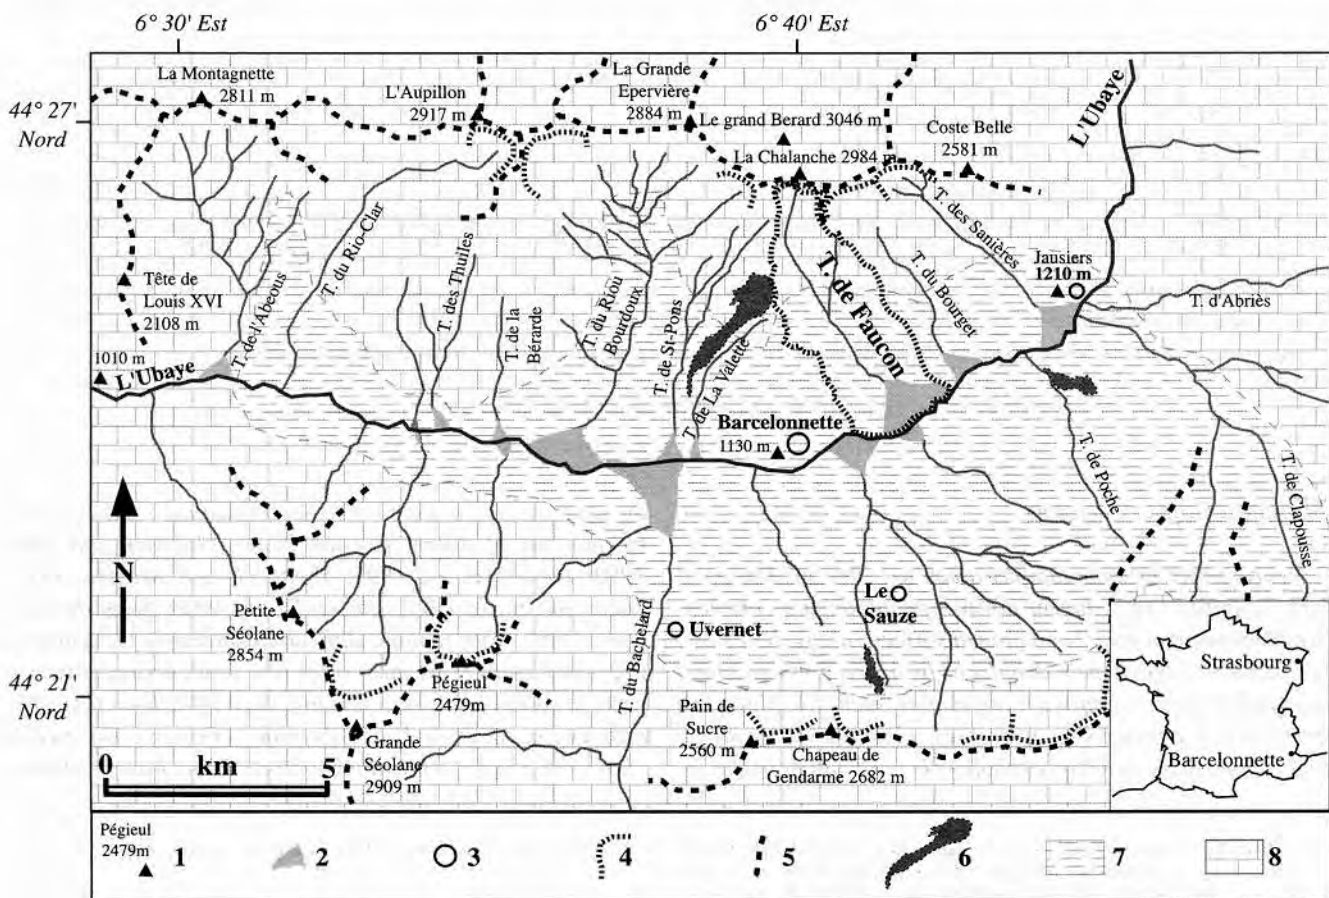 6° 30' Est
6° 40' Est
44° 27'
Nord
La Montagnette
2811 m
L'Aupillon
2917 m
La Grande
Epervière
2884 m
Le grand Berard 3046 m
La Chalanche 2984 m
Coste Belle
2581 m
L'Ubaye
Tête de
Louis XVI
2108 m
1010 m
L'Ubaye
T. de l'Abeous
T. du Rio-Clar
T. des Thuiles
T. de la
Bérarde
T. du Riou
Bourdoux
T. de St-Pons
T. de La Valette
T. de Faucon
T. du Bourget
T. des Sanières
Jausiers
1210 m
T. d'Abriès
Barcelonnette
1130 m
T. de Poche
T. de Clapousse
N
Petite
Séolane
2854 m
Pégieul
2479m
Grande
Séolane
2909 m
T. du Bachelard
Uvernet
Le
Sauze
Pain de
Sucre
2560 m
Chapeau de
Gendarme 2682 m
44° 21'
Nord
0 km 5
Strasbourg
Barcelonnette
Pégieul
2479m
1 2 3 4 5 6 7 8